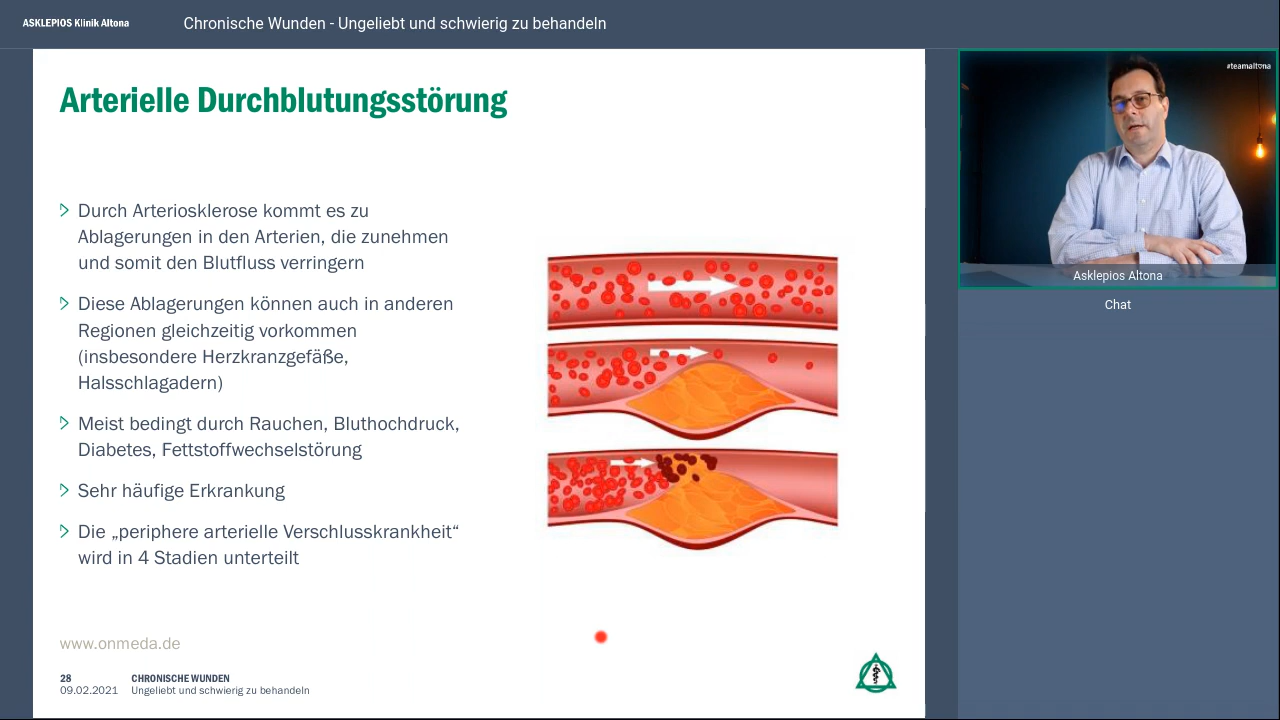 ASKLEPIOS Klinik Altona
Chronische Wunden - Ungeliebt und schwierig zu behandeln
Arterielle Durchblutungsstörung
Durch Arteriosklerose kommt es zu
Ablagerungen in den Arterien, die zunehmen
und somit den Blutfluss verringern
Diese Ablagerungen können auch in anderen
Regionen gleichzeitig vorkommen
(insbesondere Herzkranzgefäße,
Halsschlagadern)
Meist bedingt durch Rauchen, Bluthochdruck,
Diabetes, Fettstoffwechselstörung
Sehr häufige Erkrankung
Die „periphere arterielle Verschlusskrankheit“
wird in 4 Stadien unterteilt
www.onmeda.de
28 CHRONISCHE WUNDEN
09.02.2021 Ungeliebt und schwierig zu behandeln
#teamaltona
Asklepios Altona
Chat